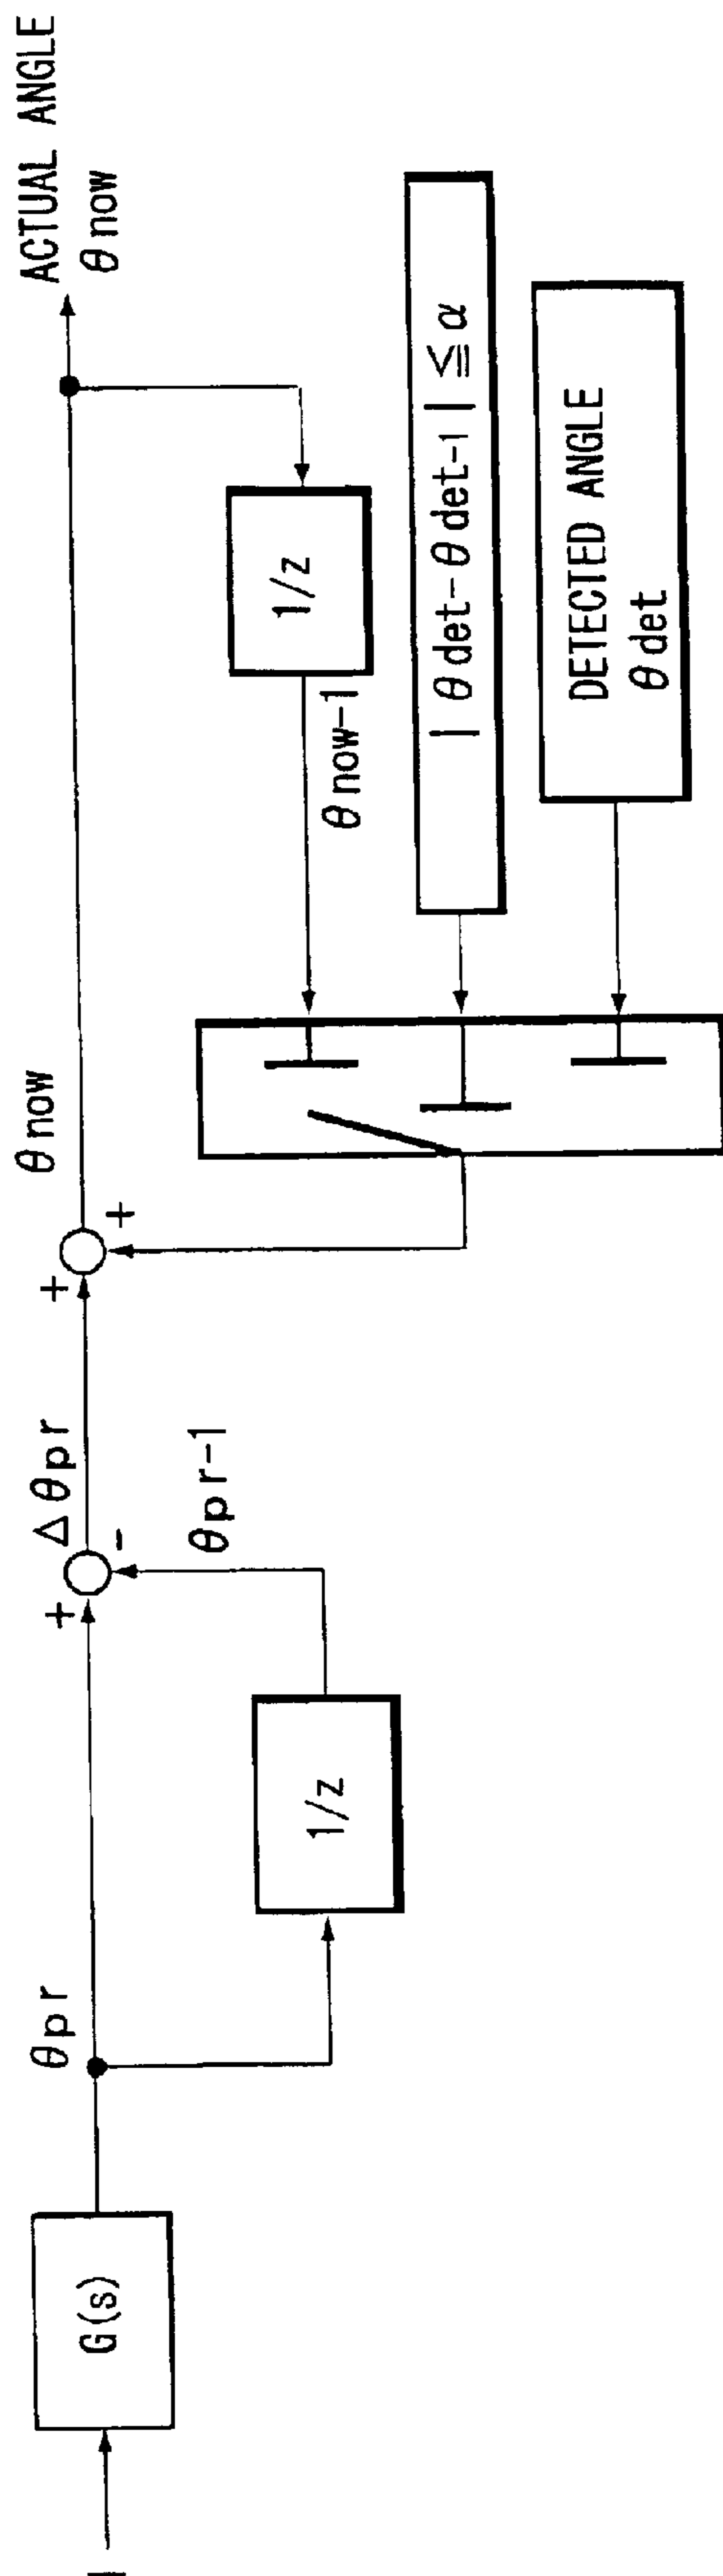 G(s)
θpr
1/z
θpr-1
+
-
Δθpr
+
+
θnow
ACTUAL ANGLE
θnow
1/z
θnow-1
|θdet-θdet-1|≦α
DETECTED ANGLE
θdet